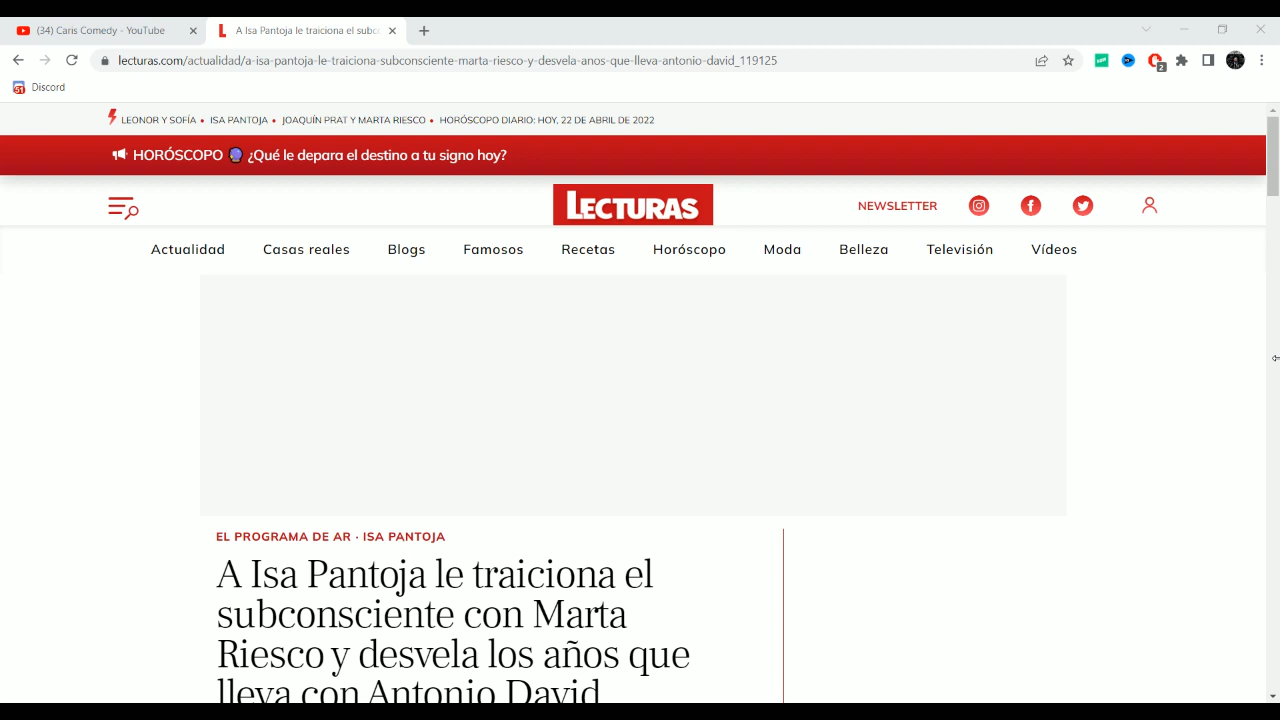 (34) Caris Comedy - YouTube
A Isa Pantoja le traiciona el subc
lecturas.com/actualidad/a-isa-pantoja-le-traiciona-subconsciente-marta-riesco-y-desvela-anos-que-lleva-antonio-david_119125
2
51 Discord
LEONOR Y SOFÍA • ISA PANTOJA • JOAQUÍN PRAT Y MARTA RIESCO • HORÓSCOPO DIARIO: HOY, 22 DE ABRIL DE 2022
HORÓSCOPO 🔮 ¿Qué le depara el destino a tu signo hoy?
LECTURAS
NEWSLETTER
Actualidad Casas reales Blogs Famosos Recetas Horóscopo Moda Belleza Televisión Vídeos
EL PROGRAMA DE AR · ISA PANTOJA
A Isa Pantoja le traiciona el
subconsciente con Marta
Riesco y desvela los años que
lleva con Antonio David